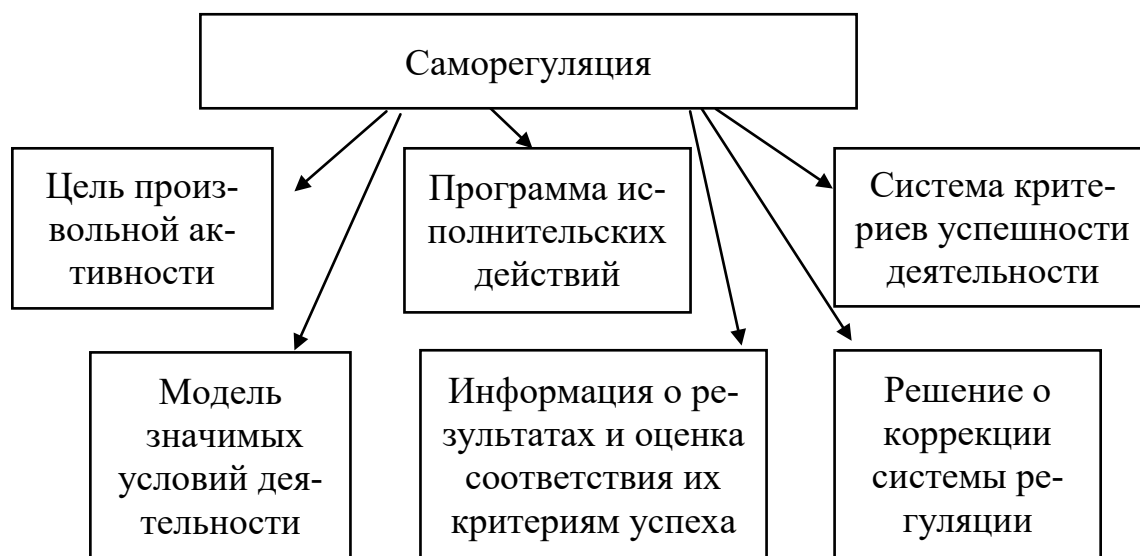 Саморегуляция
Цель произ-
вольной ак-
тивности
Программа ис-
полнительских
действий
Система крите-
риев успешности
деятельности
Модель
значимых
условий дея-
тельности
Информация о ре-
зультатах и оценка
соответствия их
критериям успеха
Решение о
коррекции
системы ре-
гуляции